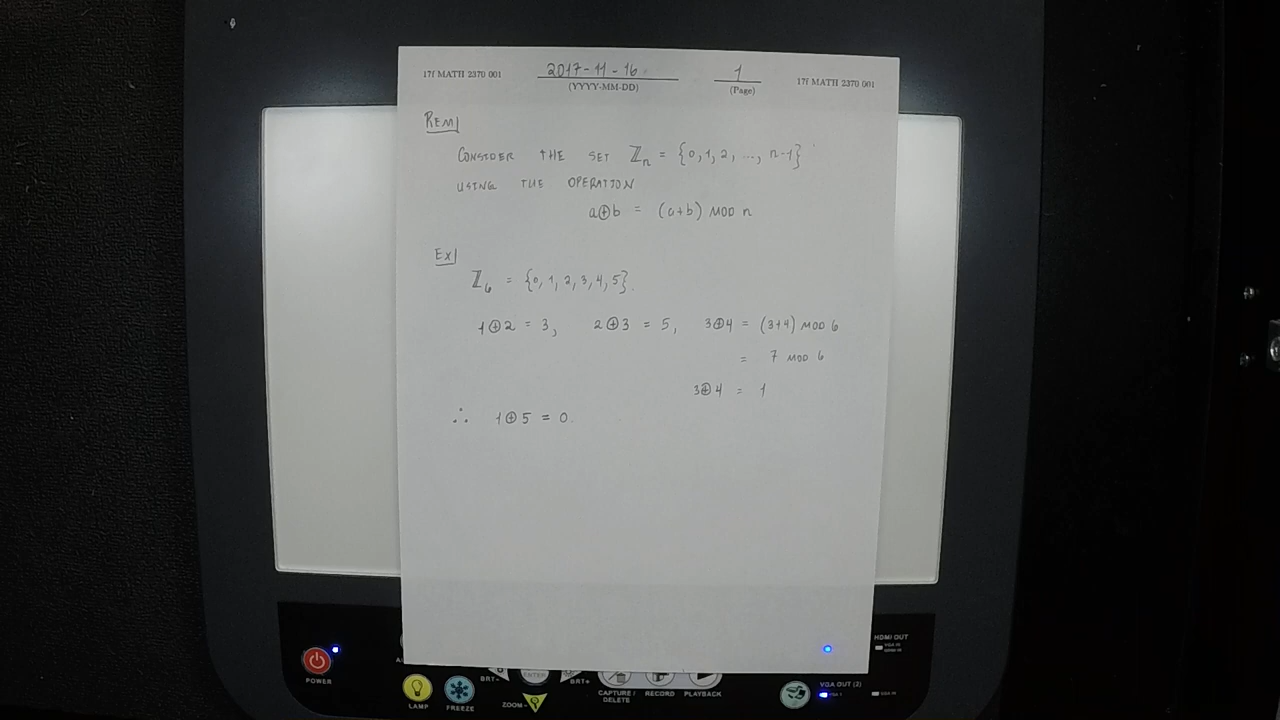 17f MATH 2370 001 2017-11-16 1 17f MATH 2370 001
(YYYY-MM-DD) (Page)
REM
CONSIDER THE SET ℤₙ = {0, 1, 2, ..., n-1}
USING THE OPERATION
a⊕b = (a+b) MOD n
EX
ℤ₆ = {0, 1, 2, 3, 4, 5}.
1⊕2 = 3, 2⊕3 = 5, 3⊕4 = (3+4) MOD 6
= 7 MOD 6
3⊕4 = 1
∴ 1⊕5 = 0.
HDMI OUT
POWER
BRT- BRT+
VGA OUT (2)
LAMP FREEZE ZOOM- CAPTURE / DELETE RECORD PLAYBACK